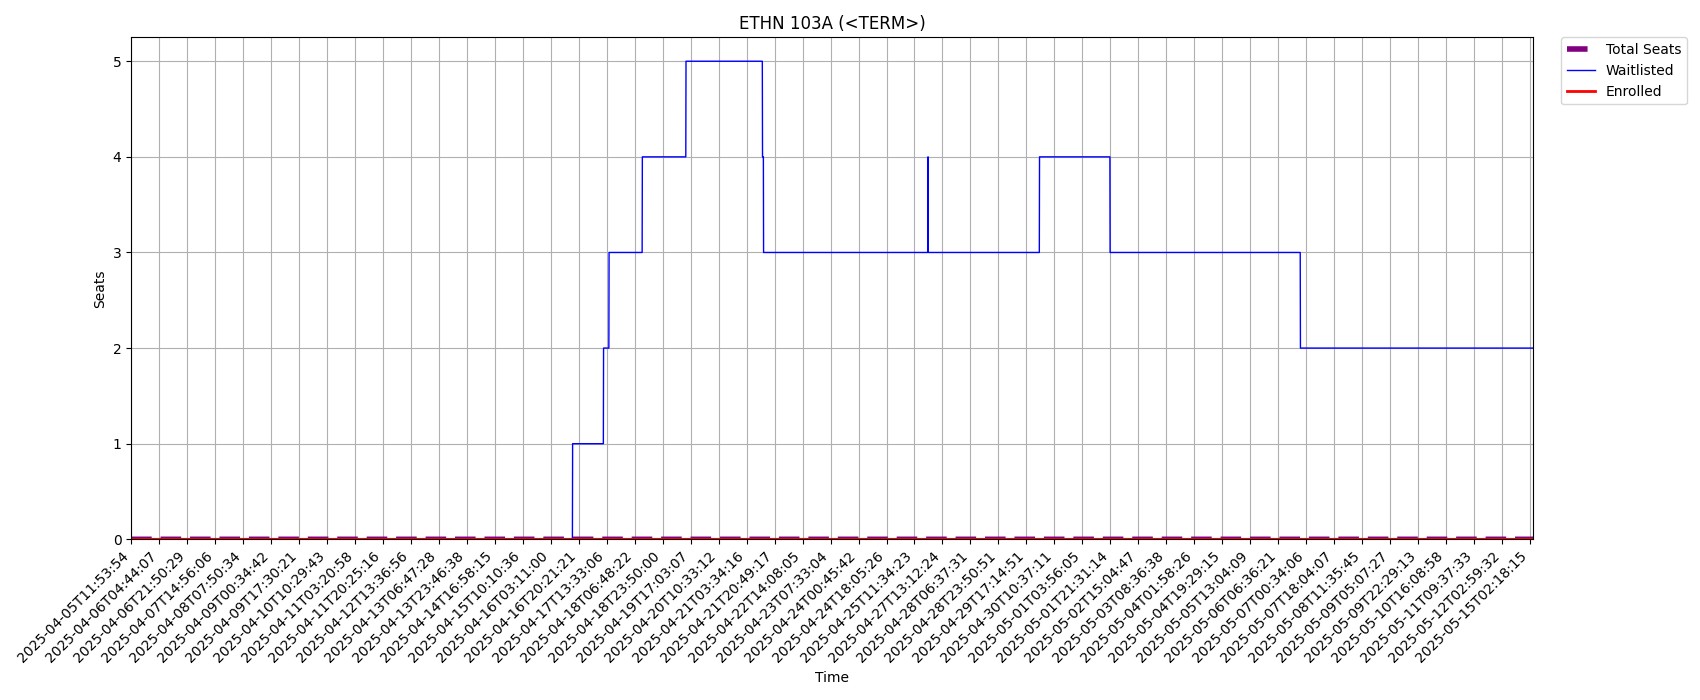 ETHN 103A (<TERM>)
Total Seats
Waitlisted
Enrolled
Seats
5
4
3
2
1
0
2025-04-05T11:53:54
2025-04-06T04:44:07
2025-04-06T21:50:29
2025-04-07T14:56:06
2025-04-08T07:50:34
2025-04-09T00:34:42
2025-04-09T17:30:21
2025-04-10T10:29:43
2025-04-11T03:20:58
2025-04-11T20:25:16
2025-04-12T13:36:56
2025-04-13T06:47:28
2025-04-13T23:46:38
2025-04-14T16:58:15
2025-04-15T10:10:36
2025-04-16T03:11:00
2025-04-16T20:21:21
2025-04-17T13:33:06
2025-04-18T06:48:22
2025-04-18T23:50:00
2025-04-19T17:03:07
2025-04-20T10:33:12
2025-04-21T03:34:16
2025-04-21T20:49:17
2025-04-22T14:08:05
2025-04-23T07:33:04
2025-04-24T00:45:42
2025-04-24T18:05:26
2025-04-25T11:34:23
2025-04-27T13:12:24
2025-04-28T06:37:31
2025-04-28T23:50:51
2025-04-29T17:14:51
2025-04-30T10:37:11
2025-05-01T03:56:05
2025-05-01T21:31:14
2025-05-02T15:04:47
2025-05-03T08:36:38
2025-05-04T01:58:26
2025-05-04T19:29:15
2025-05-05T13:04:09
2025-05-06T06:36:21
2025-05-07T00:34:06
2025-05-07T18:04:07
2025-05-08T11:35:45
2025-05-09T05:07:27
2025-05-09T22:29:13
2025-05-10T16:08:58
2025-05-11T09:37:33
2025-05-12T02:59:32
2025-05-15T02:18:15
Time